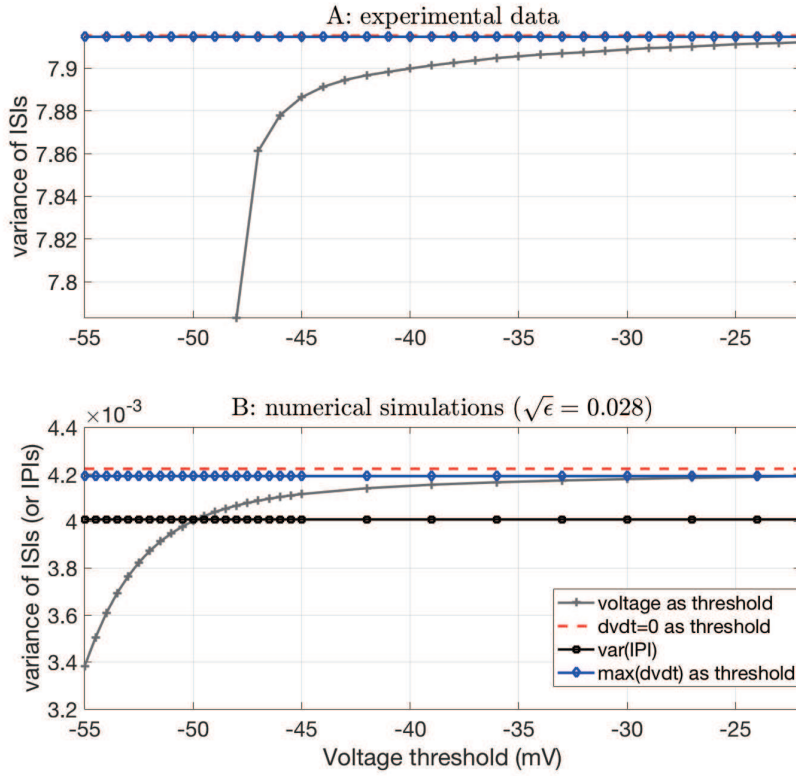 A: experimental data
variance of ISIs
7.9
7.88
7.86
7.84
7.82
7.8
-55 -50 -45 -40 -35 -30 -25
×10⁻³
B: numerical simulations (√ϵ = 0.028)
variance of ISIs (or IPIs)
4.4
4.2
4
3.8
3.6
3.4
3.2
voltage as threshold
dvdt=0 as threshold
var(IPI)
max(dvdt) as threshold
-55 -50 -45 -40 -35 -30 -25
Voltage threshold (mV)